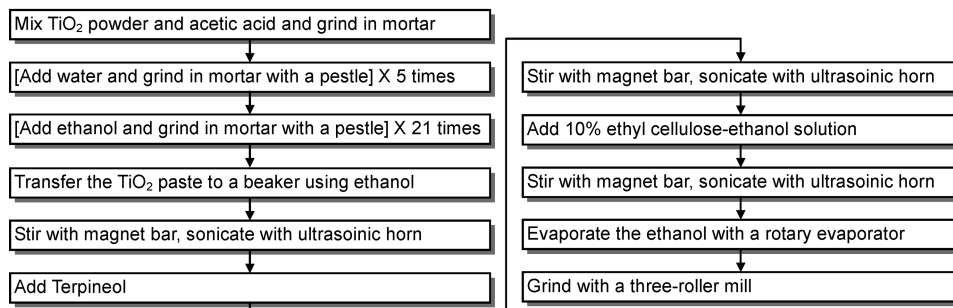 Mix TiO₂ powder and acetic acid and grind in mortar
[Add water and grind in mortar with a pestle] X 5 times
[Add ethanol and grind in mortar with a pestle] X 21 times
Transfer the TiO₂ paste to a beaker using ethanol
Stir with magnet bar, sonicate with ultrasoinic horn
Add Terpineol
Stir with magnet bar, sonicate with ultrasoinic horn
Add 10% ethyl cellulose-ethanol solution
Stir with magnet bar, sonicate with ultrasoinic horn
Evaporate the ethanol with a rotary evaporator
Grind with a three-roller mill